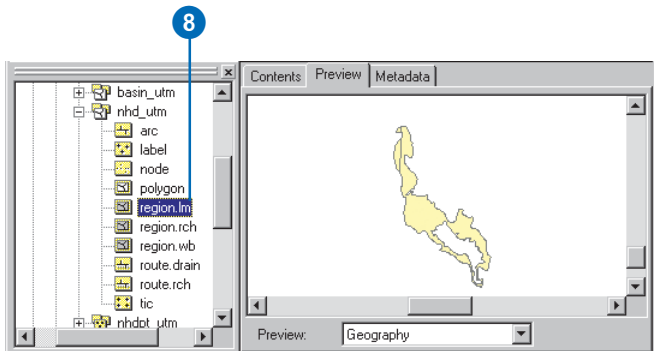 8
Contents Preview Metadata
basin_utm
nhd_utm
arc
label
node
polygon
region.lm
region.rch
region.wb
route.drain
route.rch
tic
nhdpt_utm
Preview: Geography